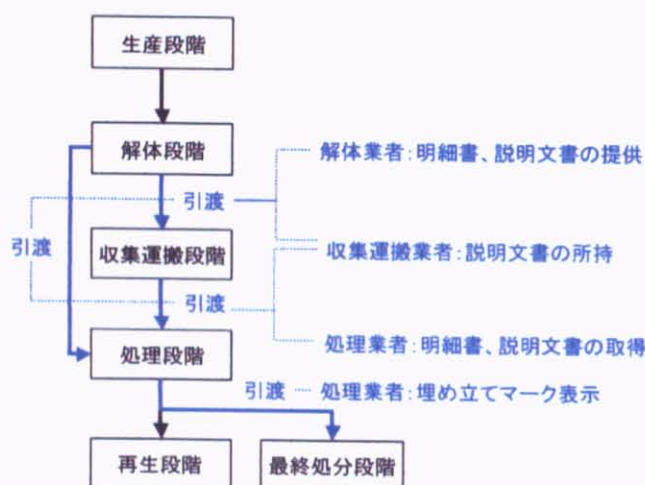 生産段階
解体段階
解体業者:明細書、説明文書の提供
引渡
引渡
収集運搬段階
収集運搬業者:説明文書の所持
引渡
処理段階
処理業者:明細書、説明文書の取得
引渡
処理業者:埋め立てマーク表示
再生段階
最終処分段階